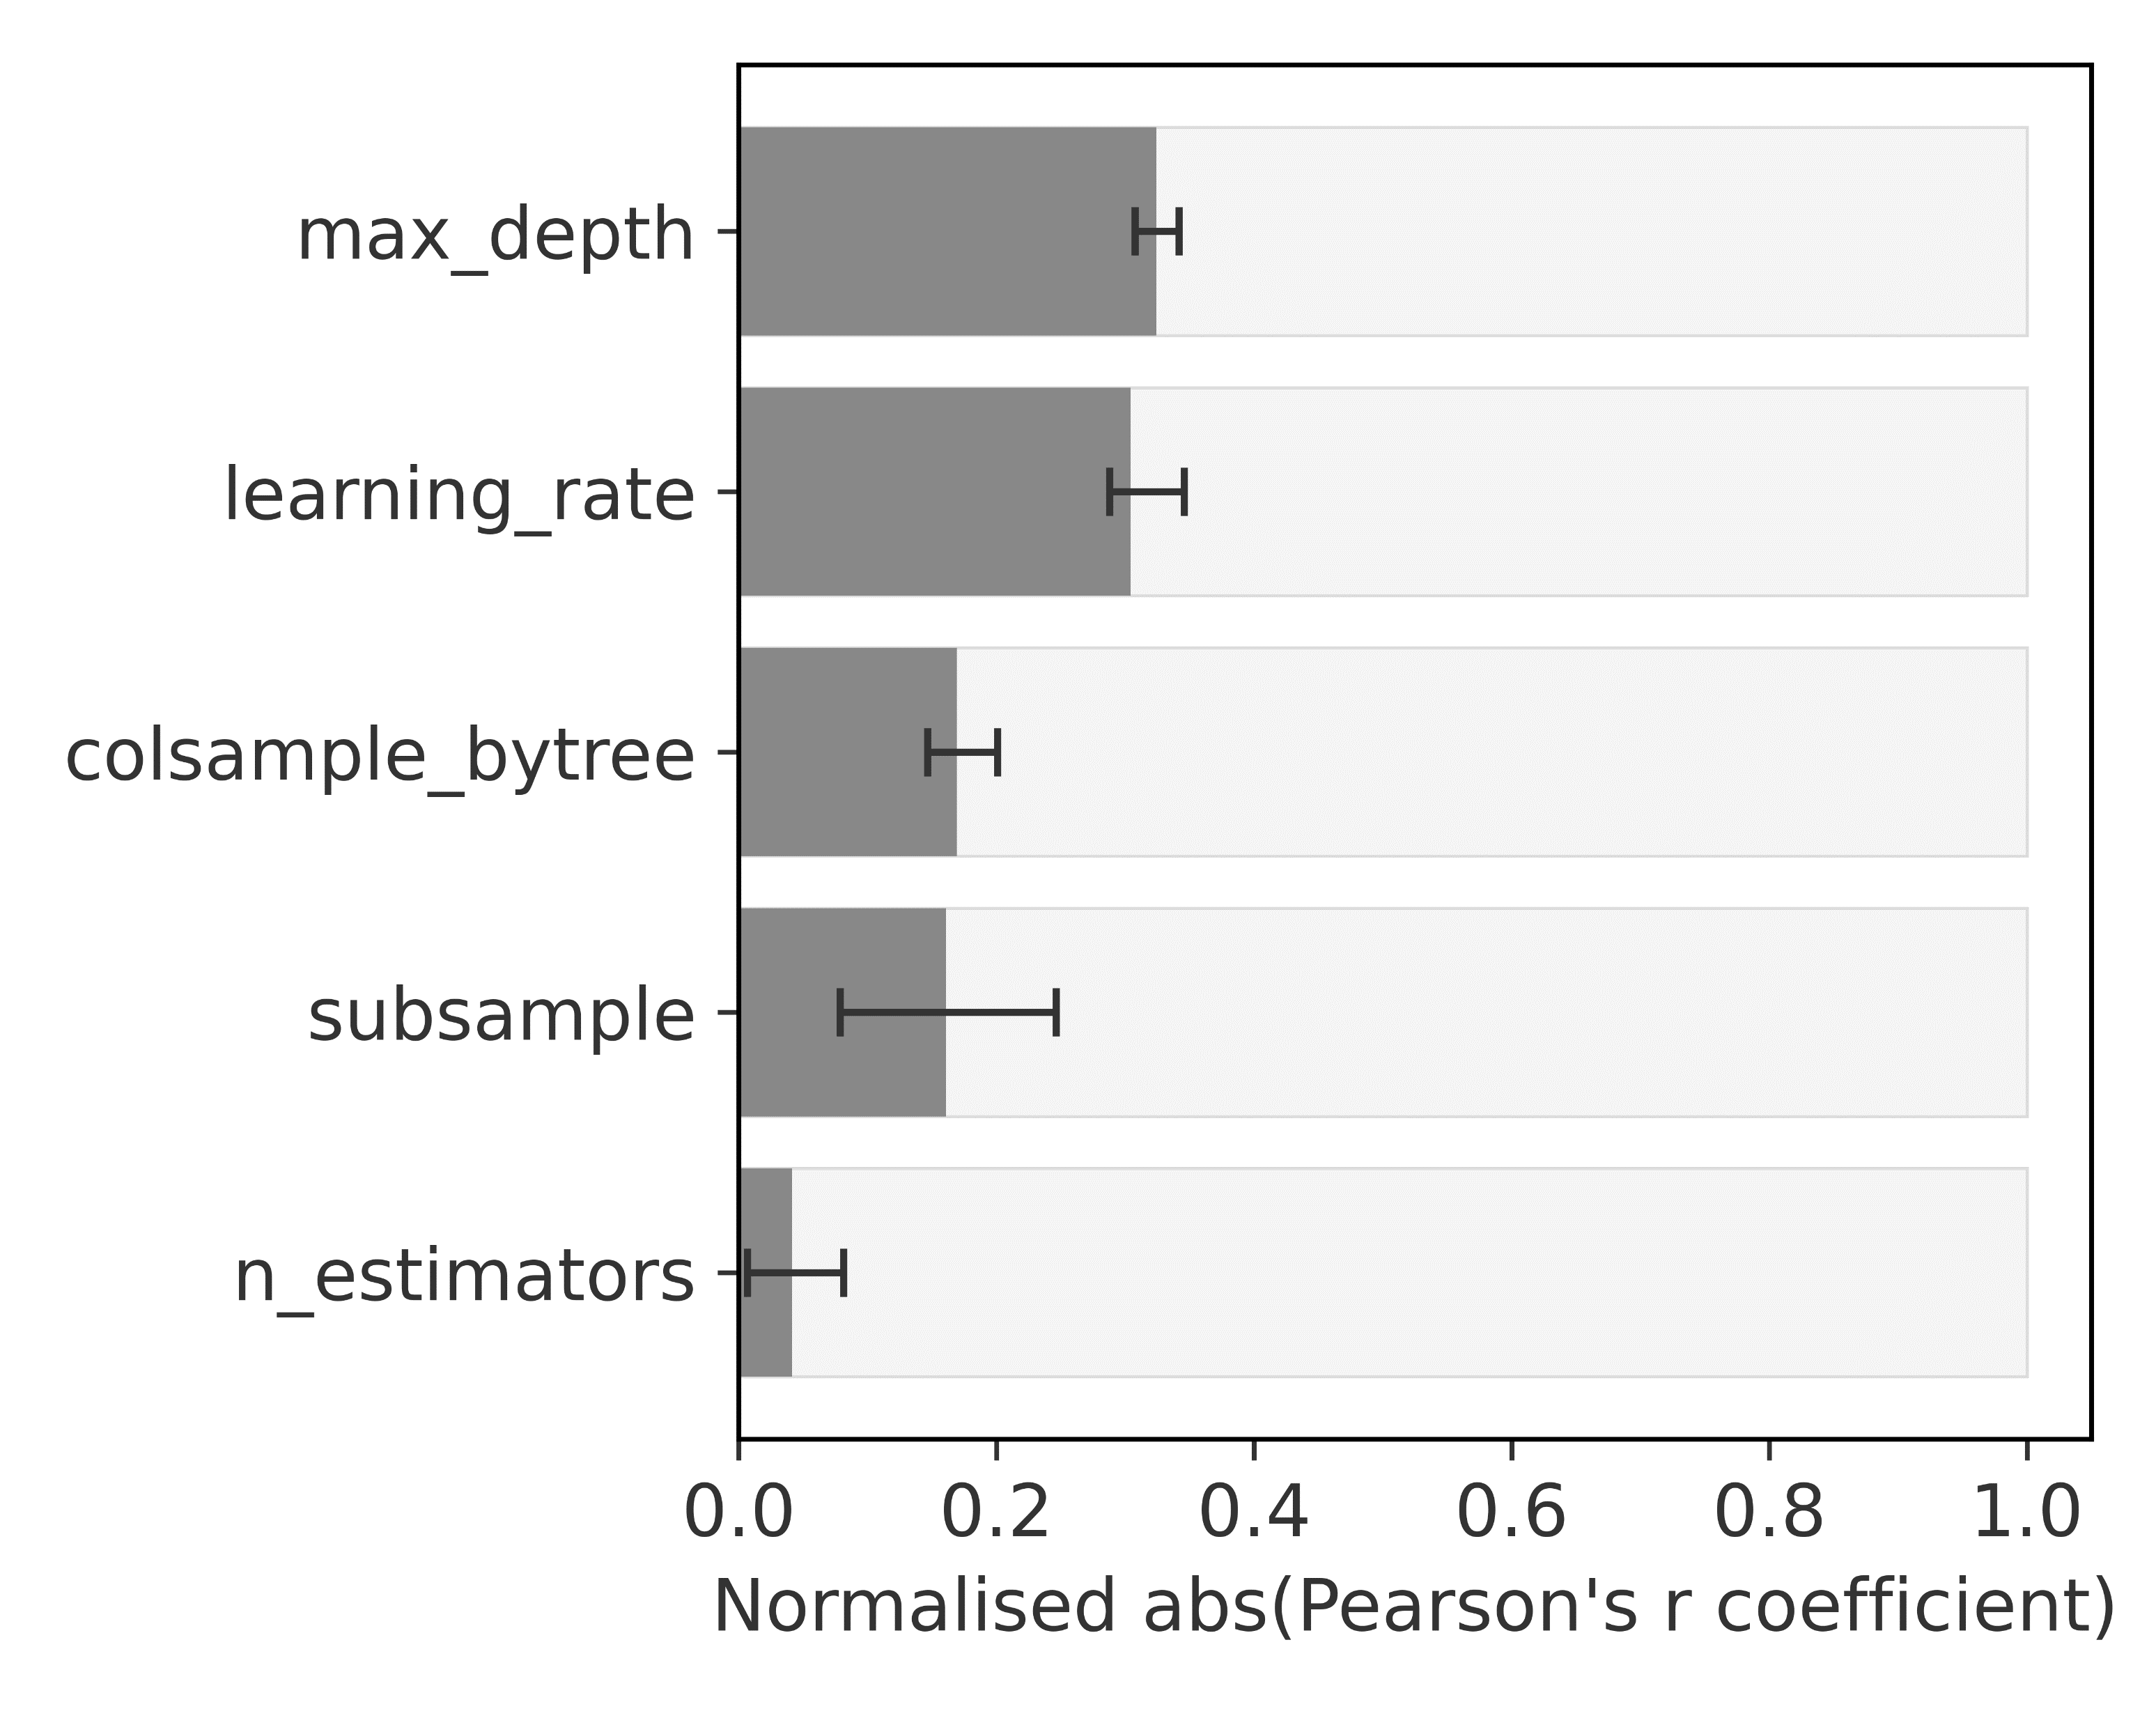 max_depth
learning_rate
colsample_bytree
subsample
n_estimators
0.0 0.2 0.4 0.6 0.8 1.0
Normalised abs(Pearson's r coefficient)